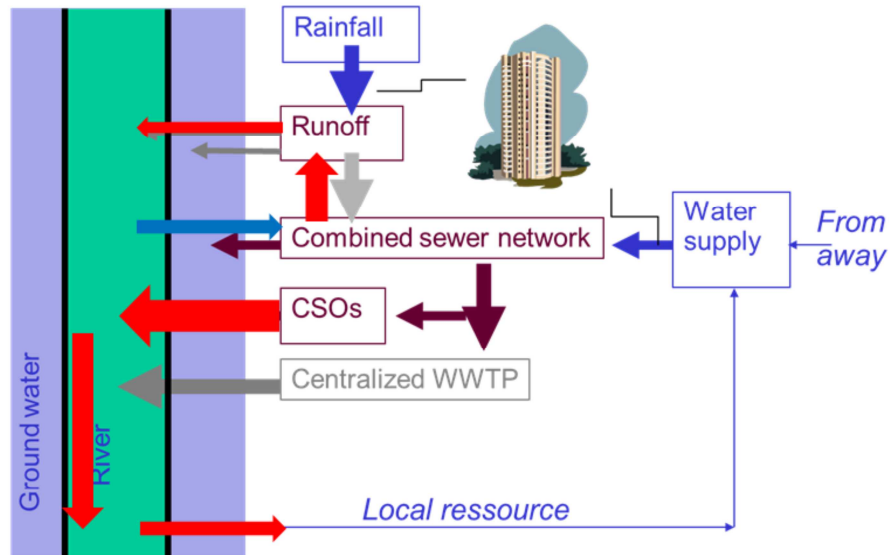 Rainfall
Runoff
Water
supply
From
away
Combined sewer network
CSOs
Centralized WWTP
Ground water
River
Local ressource